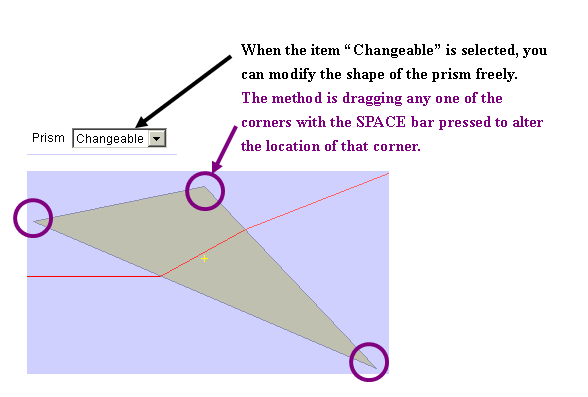 When the item “Changeable” is selected, you
can modify the shape of the prism freely.
The method is dragging any one of the
corners with the SPACE bar pressed to alter
the location of that corner.
Prism Changeable